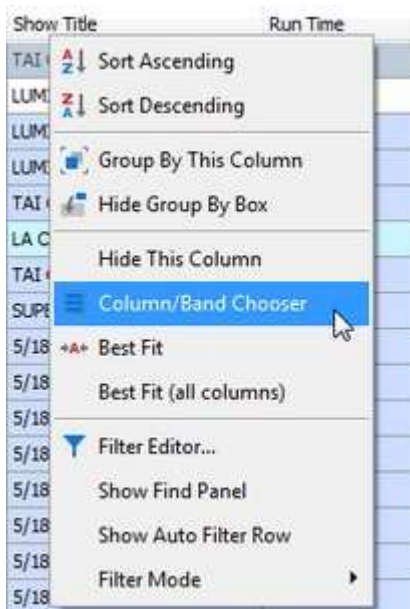 Show Title Run Time
TAI
Sort Ascending
LUM
Sort Descending
LUM
LUM
Group By This Column
TAI
Hide Group By Box
LA C
Hide This Column
TAI
SUPE
Column/Band Chooser
5/18
Best Fit
5/18
Best Fit (all columns)
5/18
5/18
Filter Editor...
5/18
Show Find Panel
5/18
Show Auto Filter Row
5/18
Filter Mode
5/18